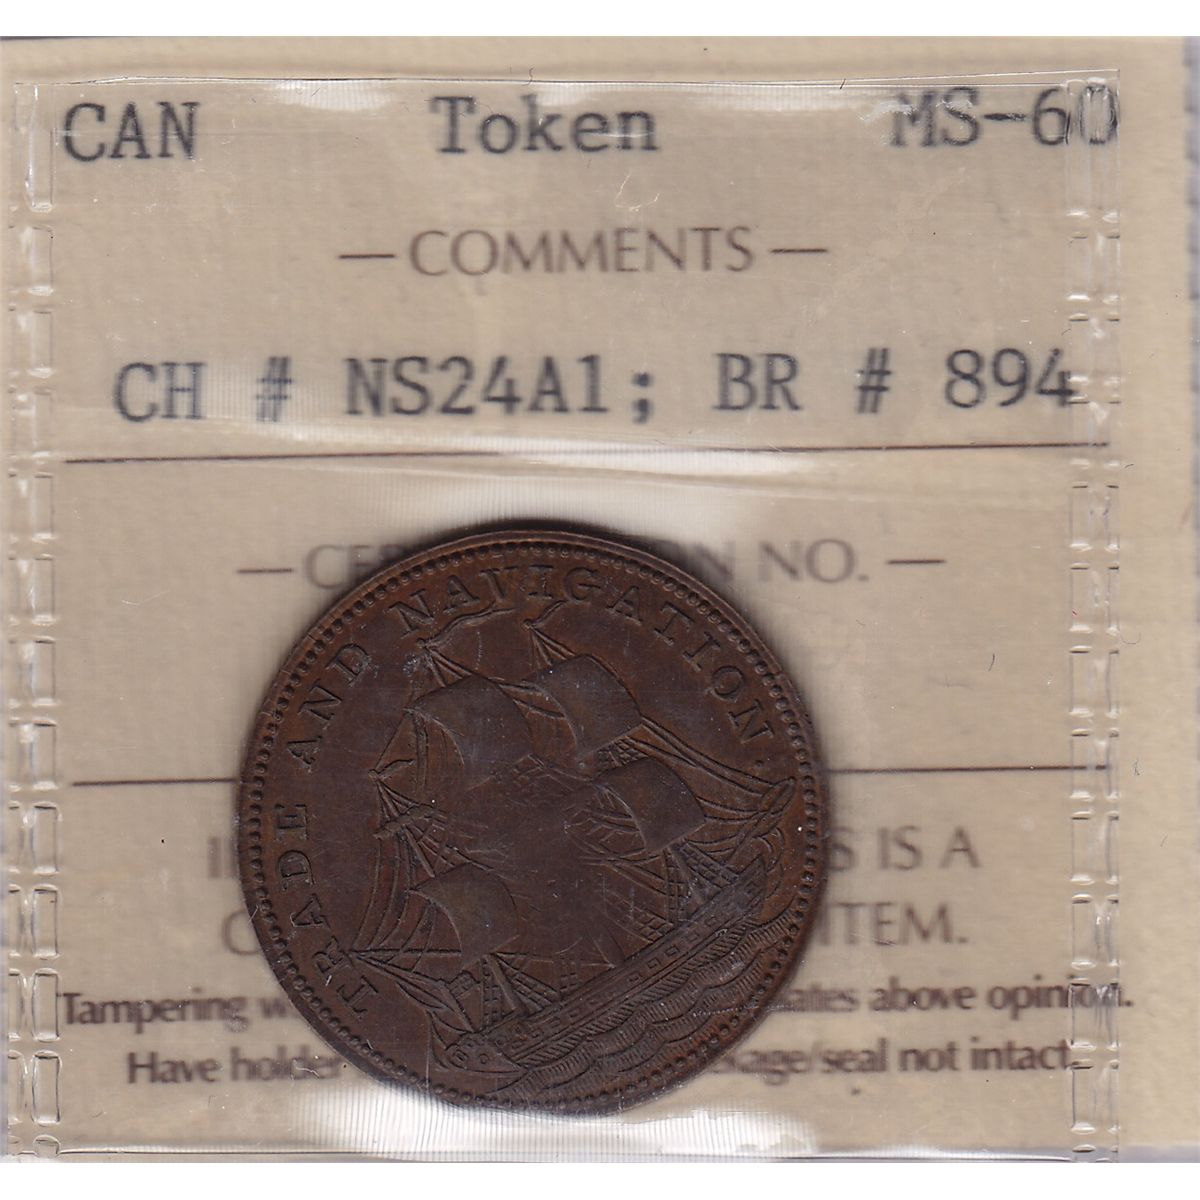 CAN Token MS-60
— COMMENTS —
CH # NS24A1; BR # 894
NO. —
TRADE AND NAVIGATION.
IS A
ITEM.
Tampering above opinion.
Have holder seal not intact.